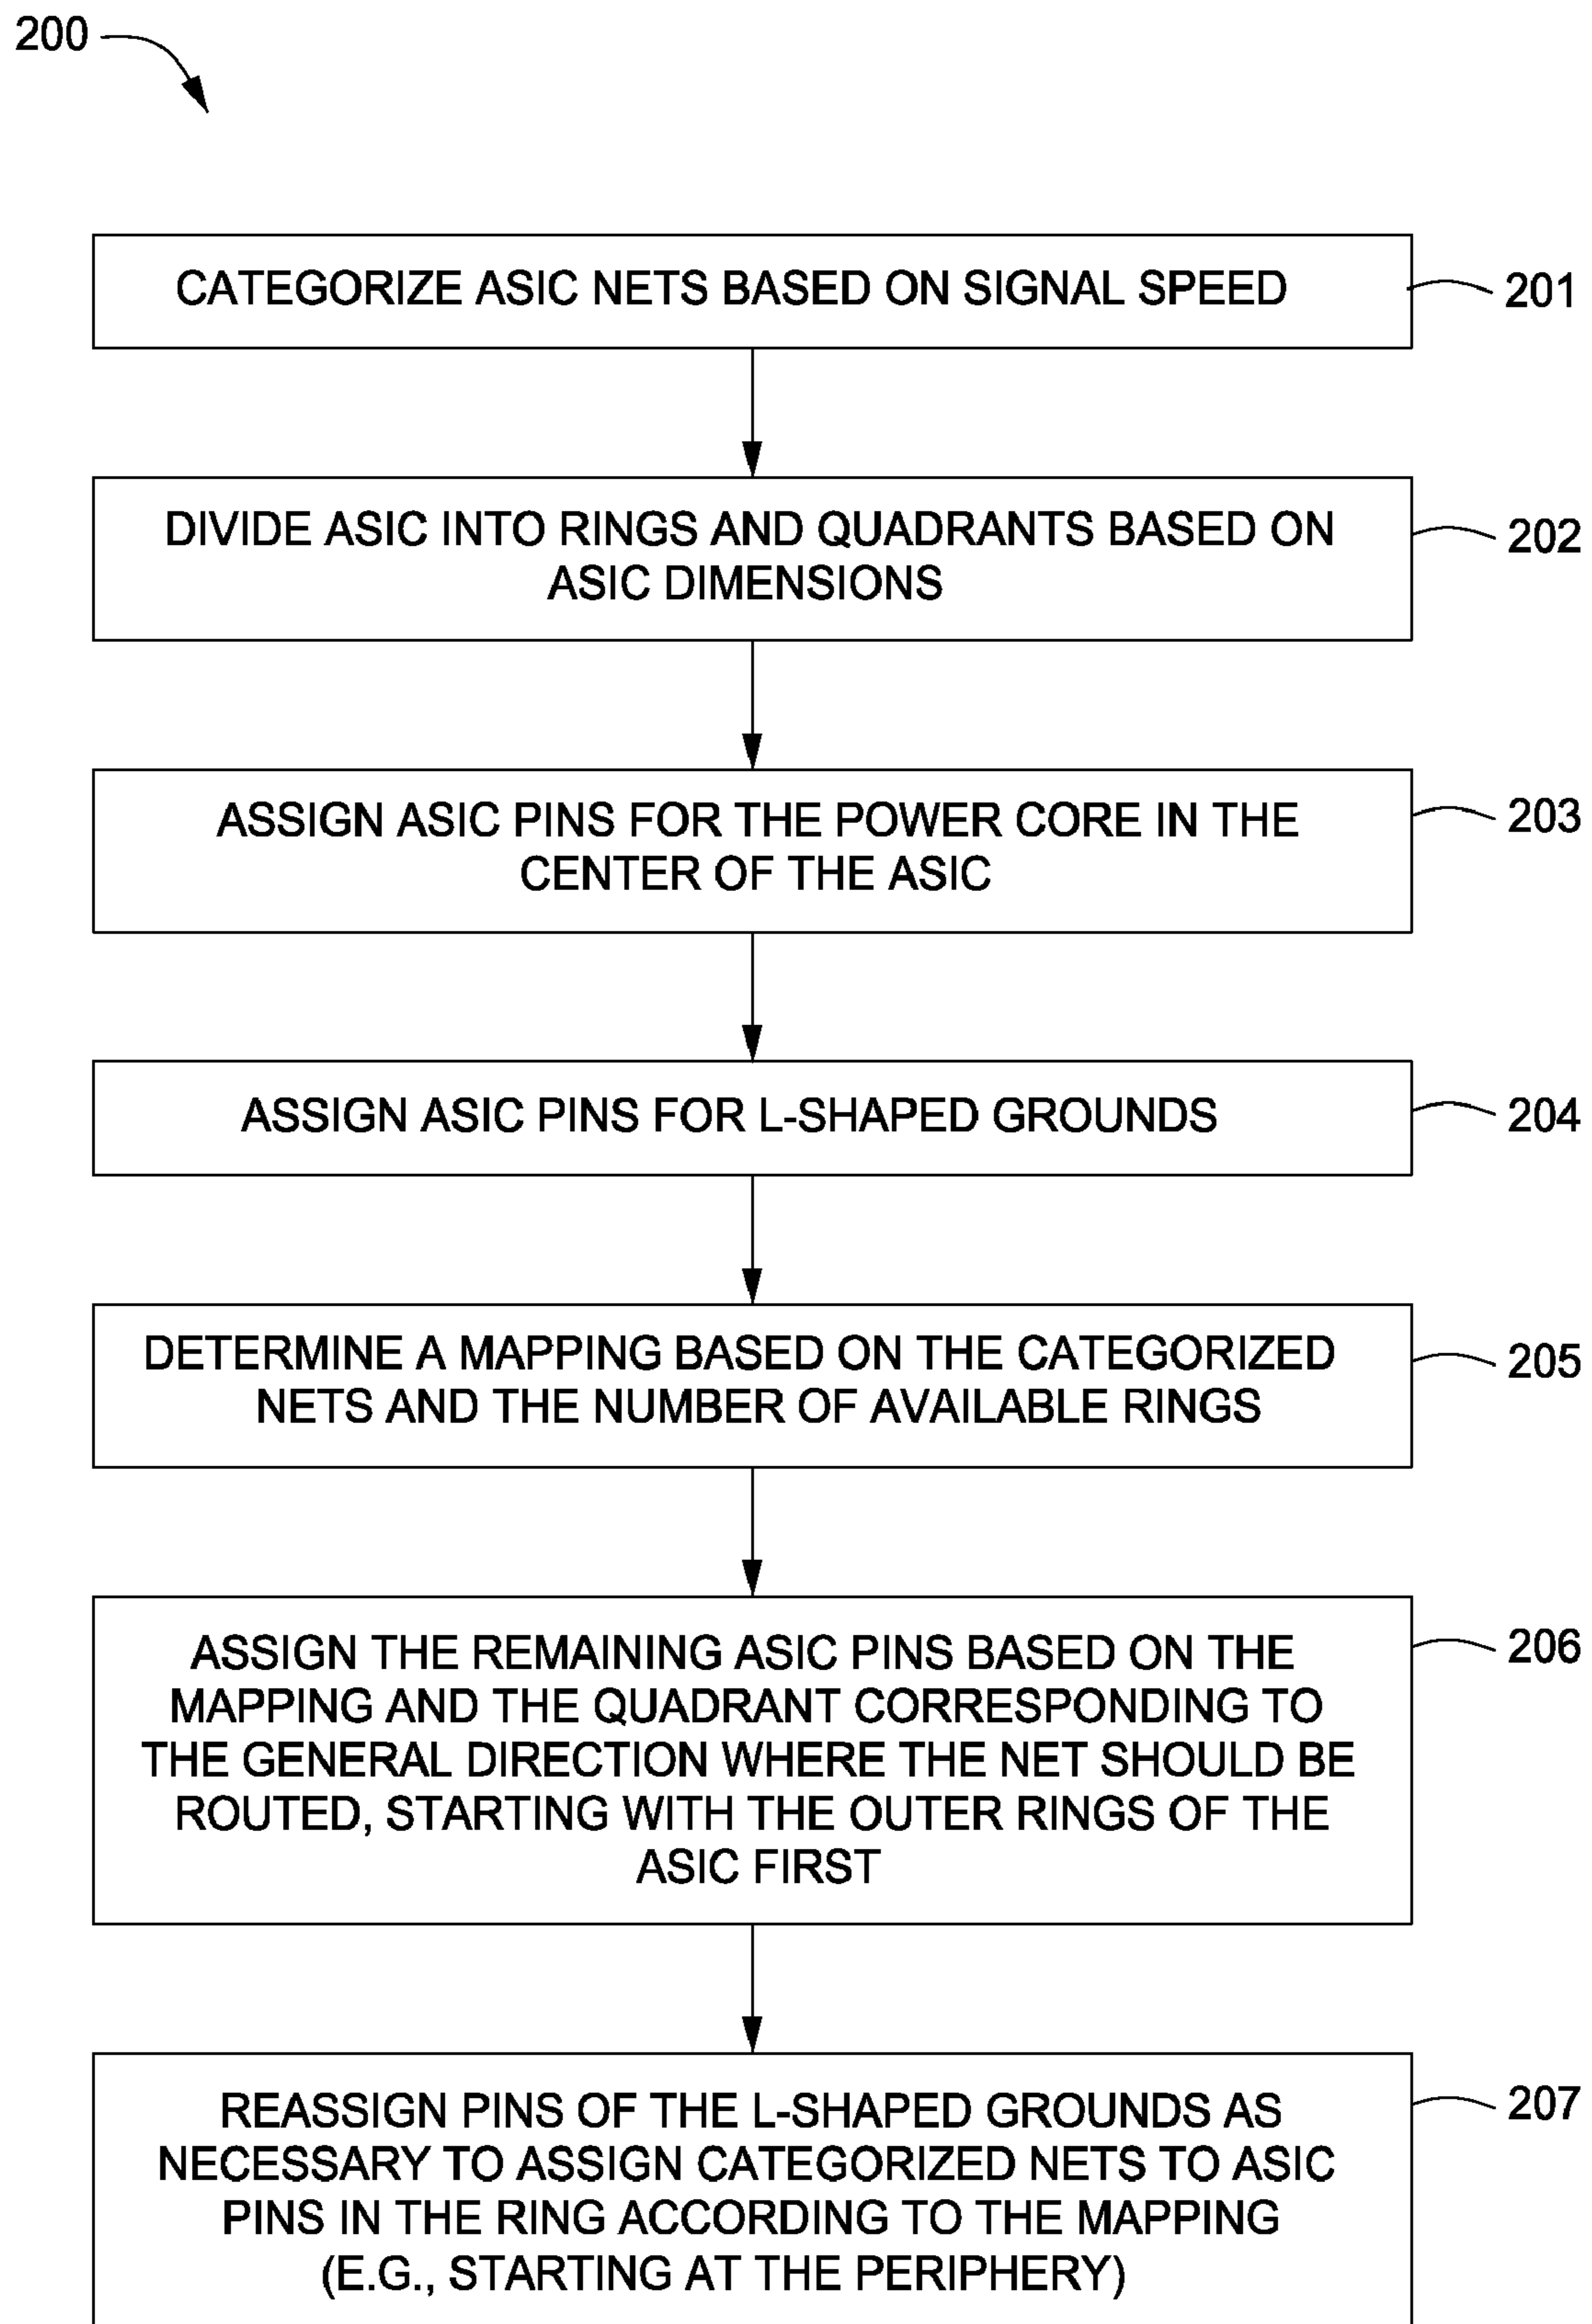 200
CATEGORIZE ASIC NETS BASED ON SIGNAL SPEED
201
DIVIDE ASIC INTO RINGS AND QUADRANTS BASED ON
ASIC DIMENSIONS
202
ASSIGN ASIC PINS FOR THE POWER CORE IN THE
CENTER OF THE ASIC
203
ASSIGN ASIC PINS FOR L-SHAPED GROUNDS
204
DETERMINE A MAPPING BASED ON THE CATEGORIZED
NETS AND THE NUMBER OF AVAILABLE RINGS
205
ASSIGN THE REMAINING ASIC PINS BASED ON THE
MAPPING AND THE QUADRANT CORRESPONDING TO
THE GENERAL DIRECTION WHERE THE NET SHOULD BE
ROUTED, STARTING WITH THE OUTER RINGS OF THE
ASIC FIRST
206
REASSIGN PINS OF THE L-SHAPED GROUNDS AS
NECESSARY TO ASSIGN CATEGORIZED NETS TO ASIC
PINS IN THE RING ACCORDING TO THE MAPPING
(E.G., STARTING AT THE PERIPHERY)
207